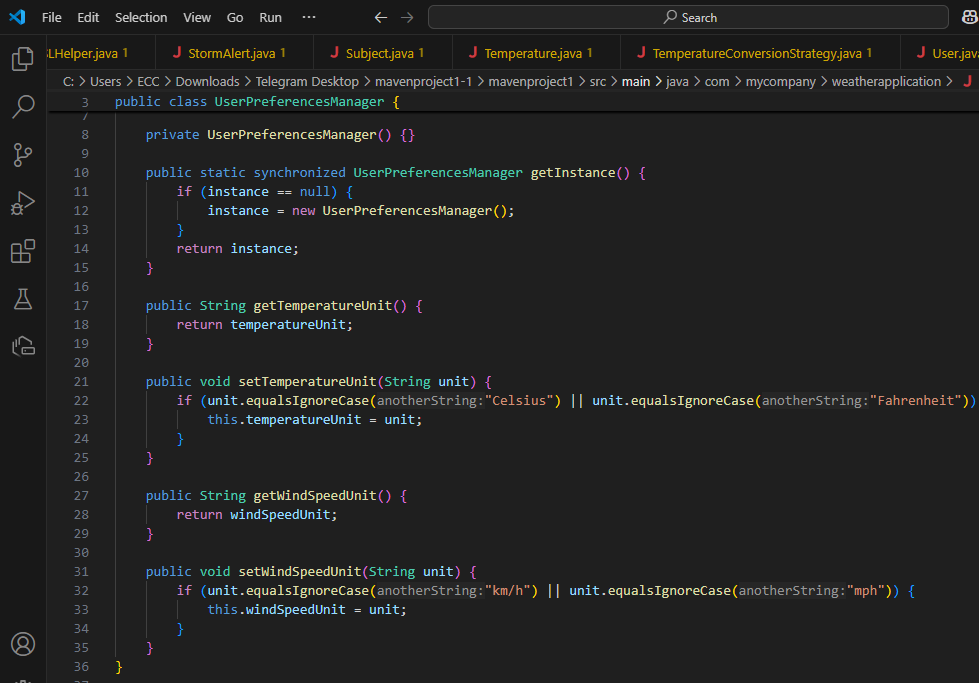 File Edit Selection View Go Run ··· ← → Search
LHelper.java 1 J StormAlert.java 1 J Subject.java 1 J Temperature.java 1 J TemperatureConversionStrategy.java 1 J User.jav
C: > Users > ECC > Downloads > Telegram Desktop > mavenproject1-1 > mavenproject1 > src > main > java > com > mycompany > weatherapplication > J
3 public class UserPreferencesManager {
7
8 private UserPreferencesManager() {}
9
10 public static synchronized UserPreferencesManager getInstance() {
11 if (instance == null) {
12 instance = new UserPreferencesManager();
13 }
14 return instance;
15 }
16
17 public String getTemperatureUnit() {
18 return temperatureUnit;
19 }
20
21 public void setTemperatureUnit(String unit) {
22 if (unit.equalsIgnoreCase(anotherString:"Celsius") || unit.equalsIgnoreCase(anotherString:"Fahrenheit"))
23 this.temperatureUnit = unit;
24 }
25 }
26
27 public String getWindSpeedUnit() {
28 return windSpeedUnit;
29 }
30
31 public void setWindSpeedUnit(String unit) {
32 if (unit.equalsIgnoreCase(anotherString:"km/h") || unit.equalsIgnoreCase(anotherString:"mph")) {
33 this.windSpeedUnit = unit;
34 }
35 }
36 }